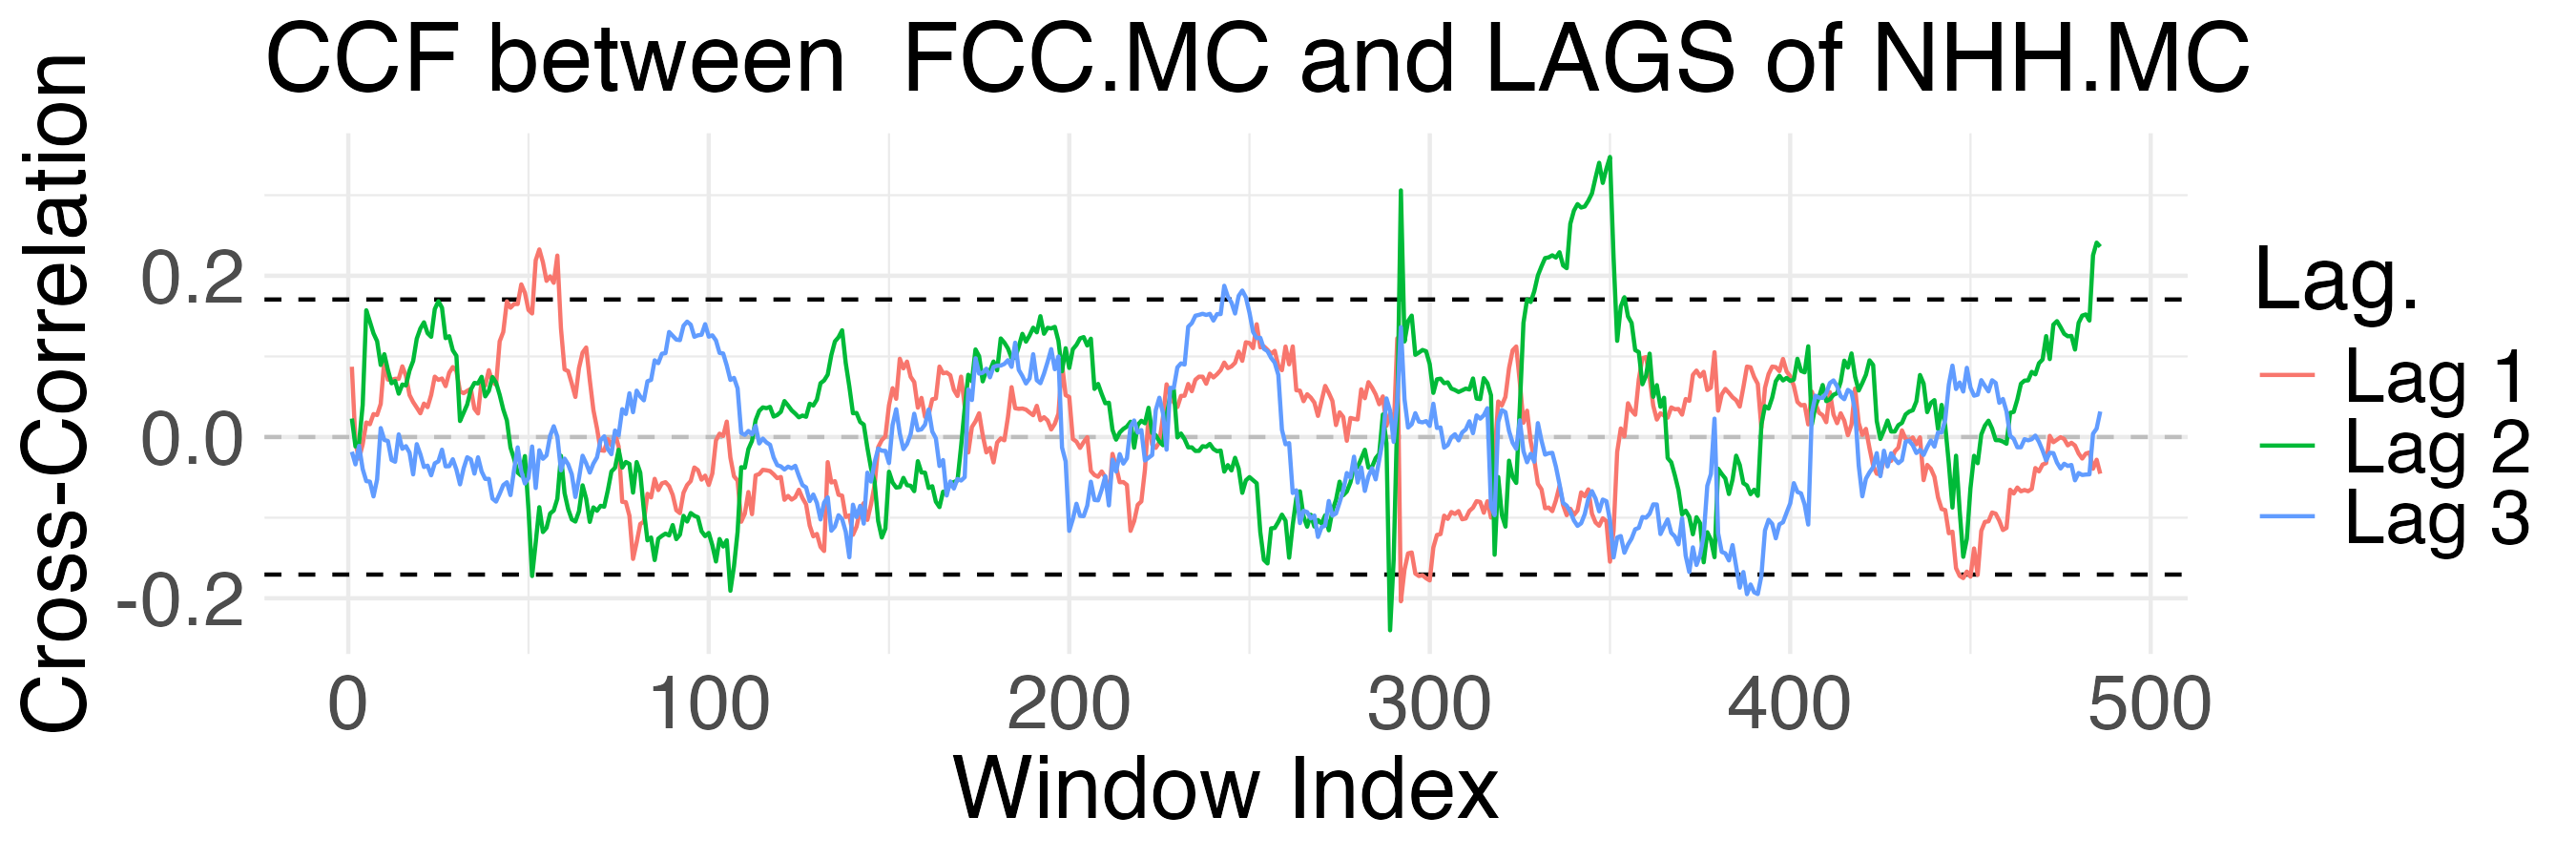 CCF between  FCC.MC and LAGS of NHH.MC
Cross-Correlation
0.2
0.0
-0.2
0 100 200 300 400 500
Window Index
Lag.
Lag 1
Lag 2
Lag 3